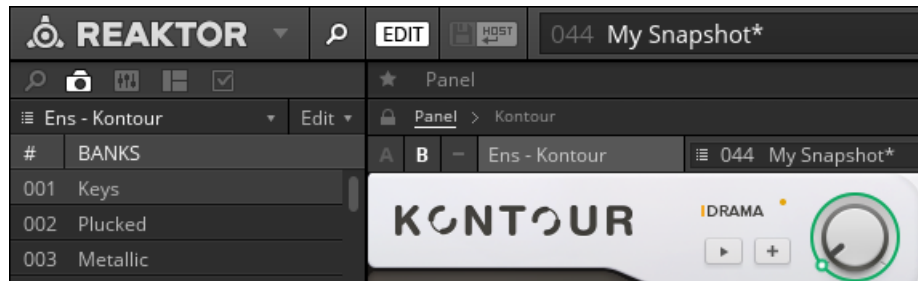 REAKTOR EDIT HOST 044 My Snapshot*
Panel
Ens - Kontour Edit Panel > Kontour
# BANKS A B – Ens - Kontour 044 My Snapshot*
001 Keys
002 Plucked
003 Metallic
KONTOUR
DRAMA